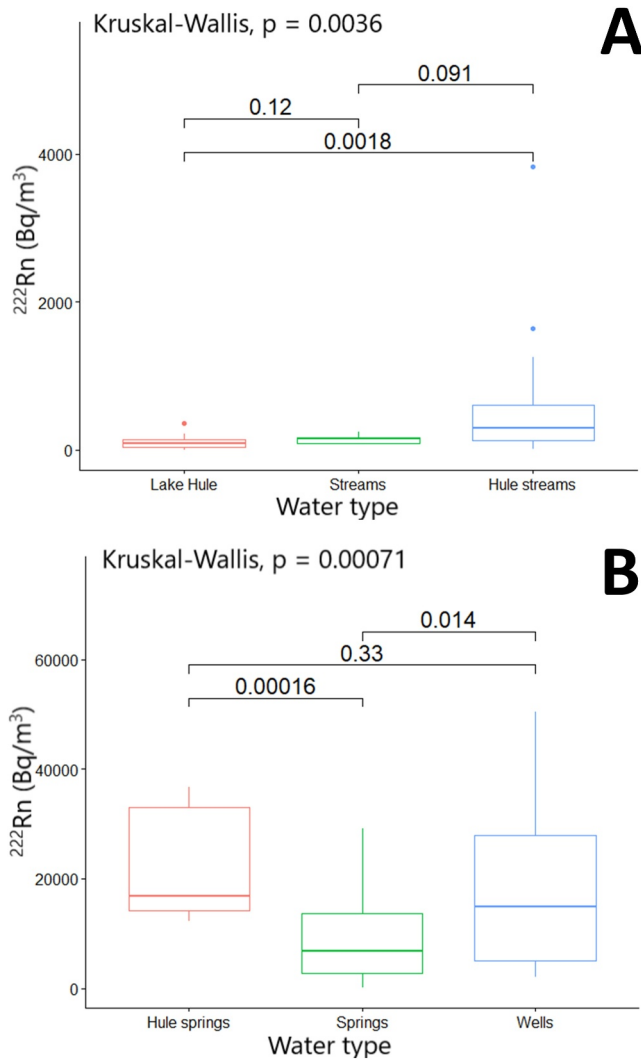 Kruskal-Wallis, p = 0.0036
A
0.091
0.12
0.0018
4000
2000
0
²²²Rn (Bq/m³)
Lake Hule Streams Hule streams
Water type
Kruskal-Wallis, p = 0.00071
B
0.014
0.33
0.00016
60000
40000
20000
0
²²²Rn (Bq/m³)
Hule springs Springs Wells
Water type